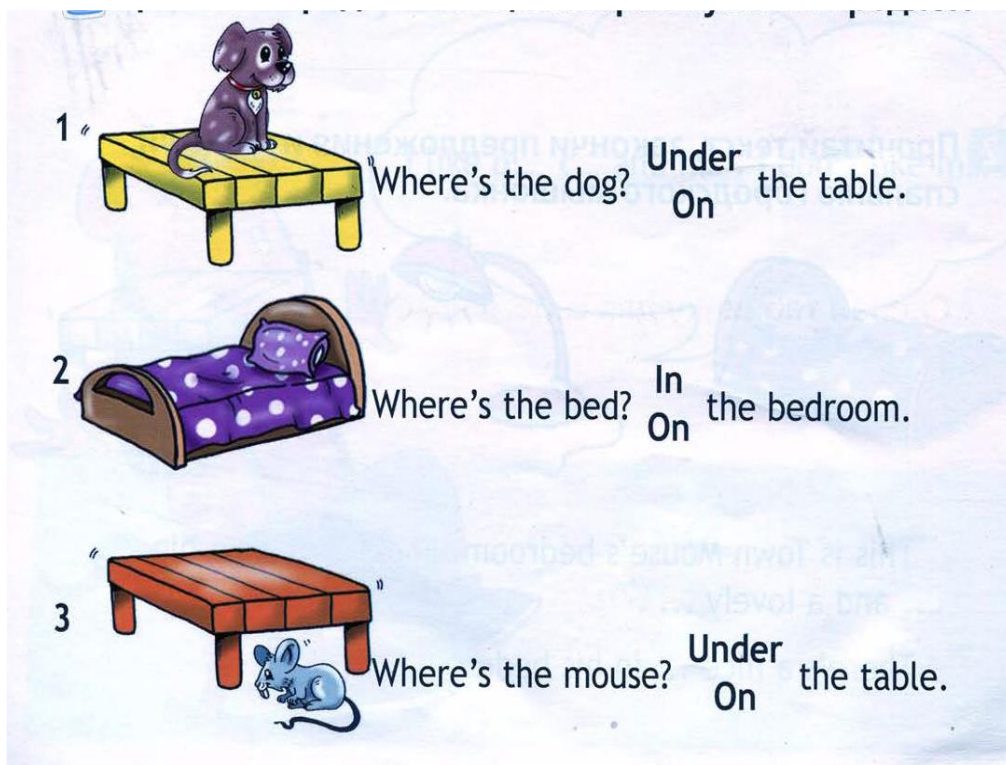 1
Where's the dog? Under the table.
On
2
Where's the bed? In the bedroom.
On
3
Where's the mouse? Under the table.
On